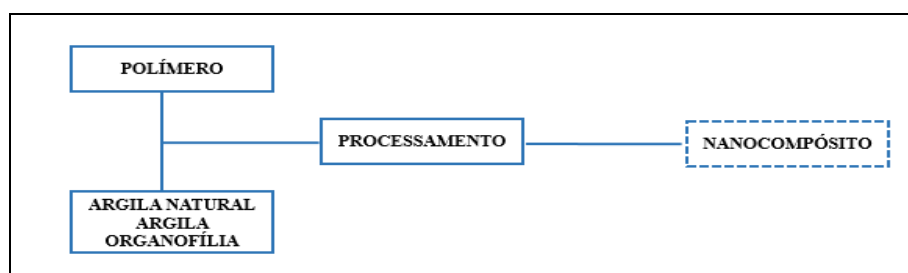 POLÍMERO
PROCESSAMENTO
NANOCOMPÓSITO
ARGILA NATURAL
ARGILA
ORGANOFÍLIA